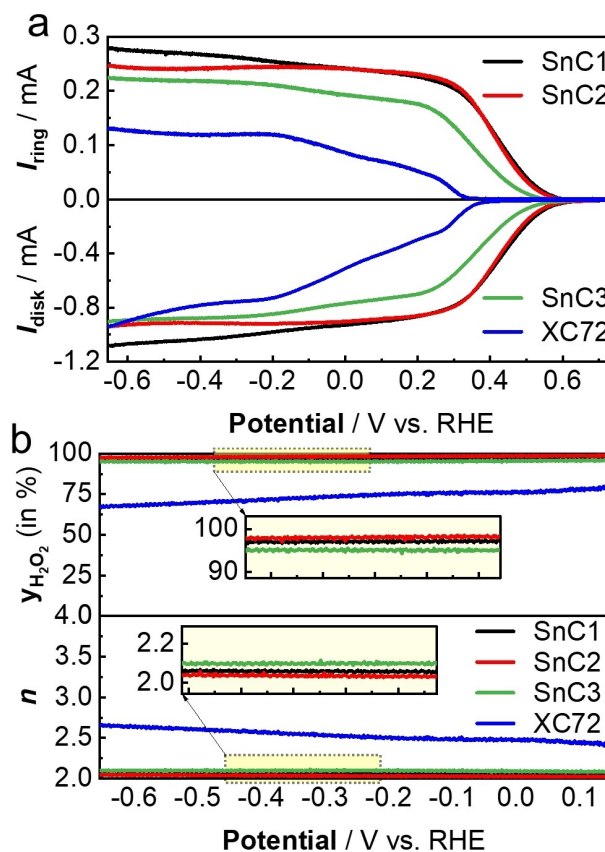 a
0.3
0.2
0.1
0.0
-0.4
-0.8
-1.2
I_ring / mA
I_disk / mA
SnC1
SnC2
SnC3
XC72
-0.6 -0.4 -0.2 0.0 0.2 0.4 0.6
Potential / V vs. RHE
b
100
75
50
25
4.0
3.5
3.0
2.5
2.0
y_H2O2 (in %)
n
100
90
2.2
2.0
SnC1
SnC2
SnC3
XC72
-0.6 -0.5 -0.4 -0.3 -0.2 -0.1 0.0 0.1
Potential / V vs. RHE